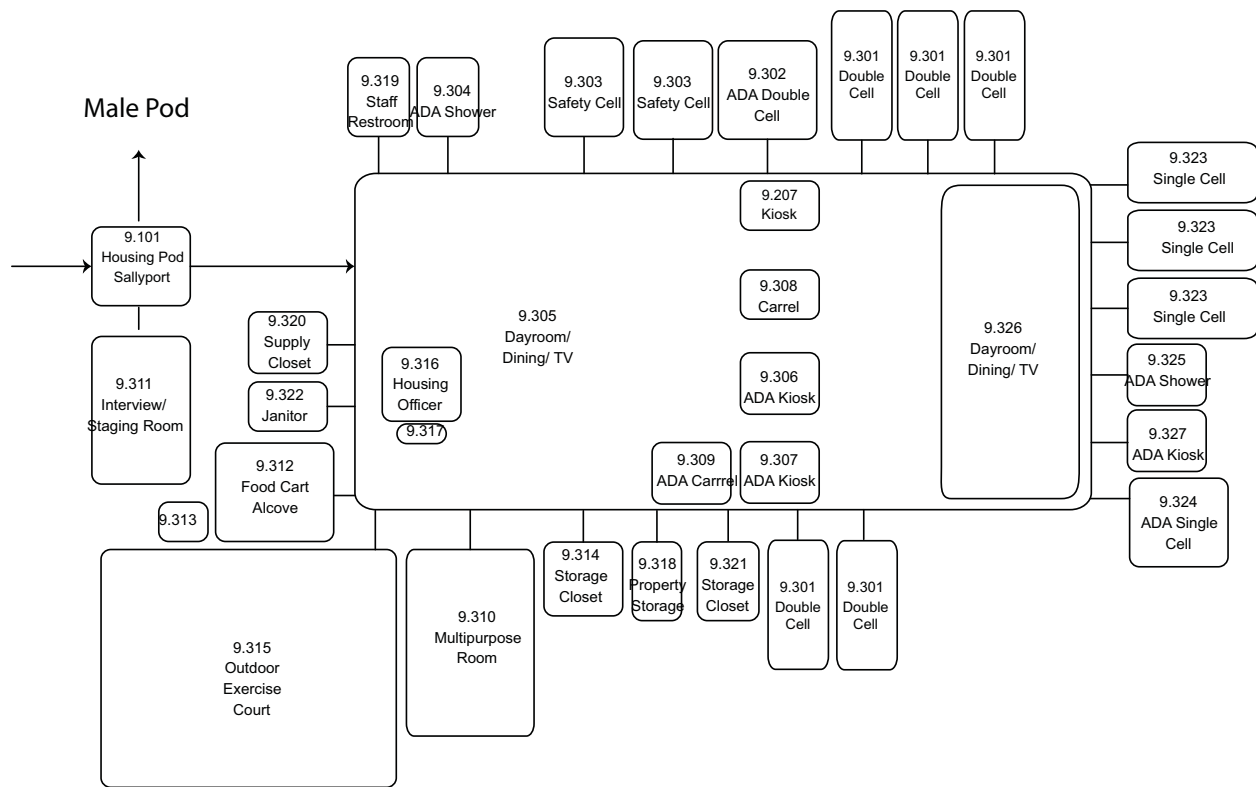 Male Pod
9.319
Staff
Restroom
9.304
ADA Shower
9.303
Safety Cell
9.303
Safety Cell
9.302
ADA Double
Cell
9.301
Double
Cell
9.301
Double
Cell
9.301
Double
Cell
9.323
Single Cell
9.323
Single Cell
9.323
Single Cell
9.325
ADA Shower
9.327
ADA Kiosk
9.324
ADA Single
Cell
9.101
Housing Pod
Sallyport
9.311
Interview/
Staging Room
9.320
Supply
Closet
9.322
Janitor
9.312
Food Cart
Alcove
9.313
9.316
Housing
Officer
9.317
9.305
Dayroom/
Dining/ TV
9.207
Kiosk
9.308
Carrel
9.306
ADA Kiosk
9.309
ADA Carrrel
9.307
ADA Kiosk
9.326
Dayroom/
Dining/ TV
9.315
Outdoor
Exercise
Court
9.310
Multipurpose
Room
9.314
Storage
Closet
9.318
Property
Storage
9.321
Storage
Closet
9.301
Double
Cell
9.301
Double
Cell